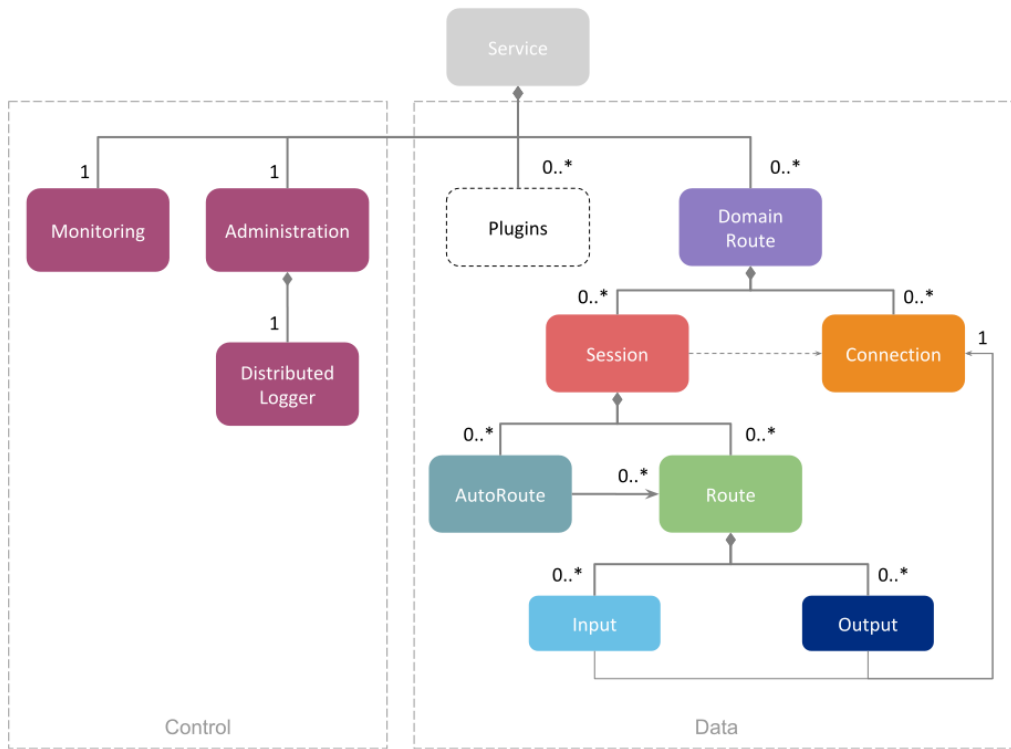 Service
1
1
0..*
0..*
Monitoring
Administration
Plugins
Domain
Route
0..*
0..*
1
1
Distributed
Logger
Session
Connection
0..*
0..*
AutoRoute
0..*
Route
0..*
0..*
Input
Output
Control
Data